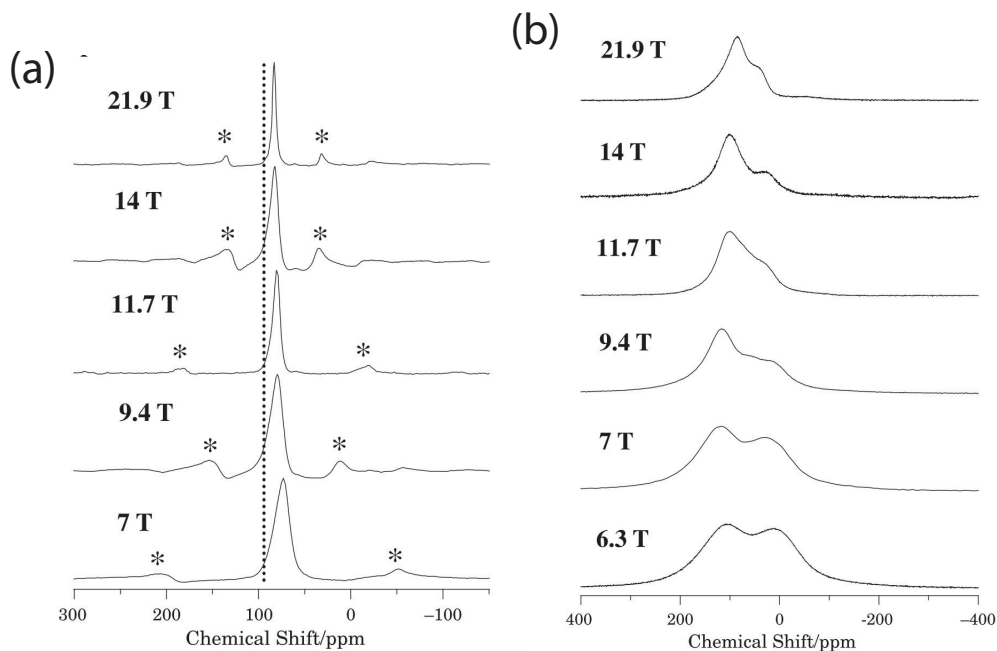 (a)
21.9 T
* *
14 T
* *
11.7 T
* *
9.4 T
* *
7 T
* *
300 200 100 0 −100
Chemical Shift/ppm
(b)
21.9 T
14 T
11.7 T
9.4 T
7 T
6.3 T
400 200 0 -200 -400
Chemical Shift/ppm